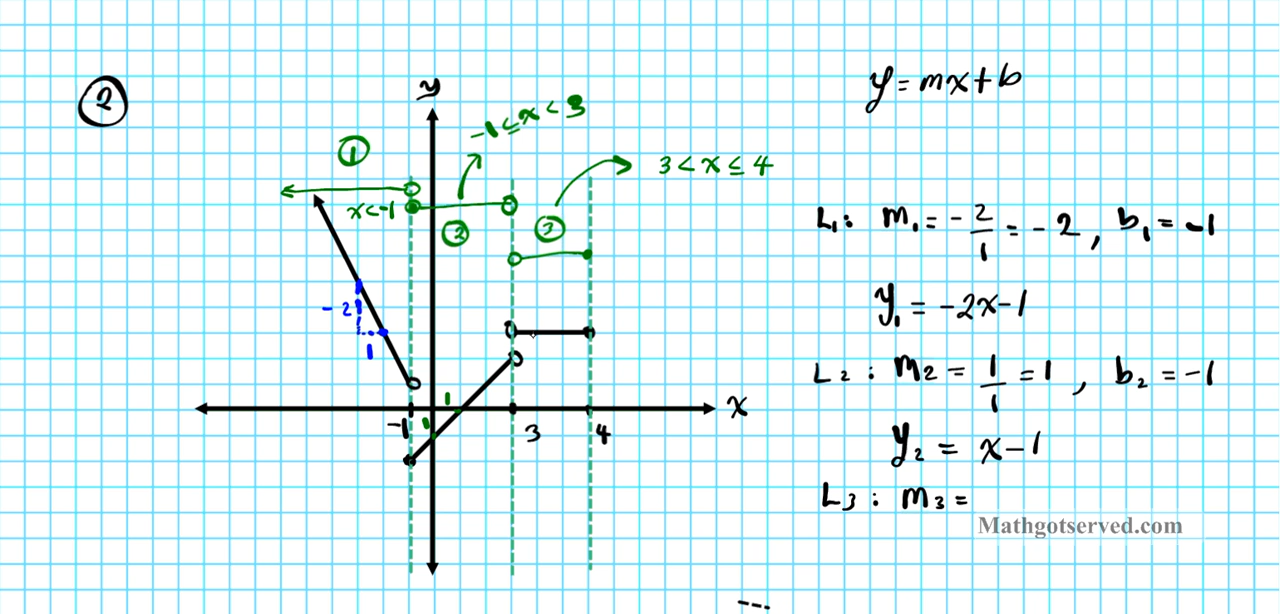 2
y
y = mx + b
-1 ≤ x < 3
1
3 < x ≤ 4
x < -1
2
3
L1 : m1 = - 2/1 = - 2 , b1 = -1
- 2
y1 = -2x-1
1
L2 : m2 = 1/1 = 1 , b2 = -1
1
x
-1
1
3
4
y2 = x - 1
L3 : m3 =
Mathgotserved.com